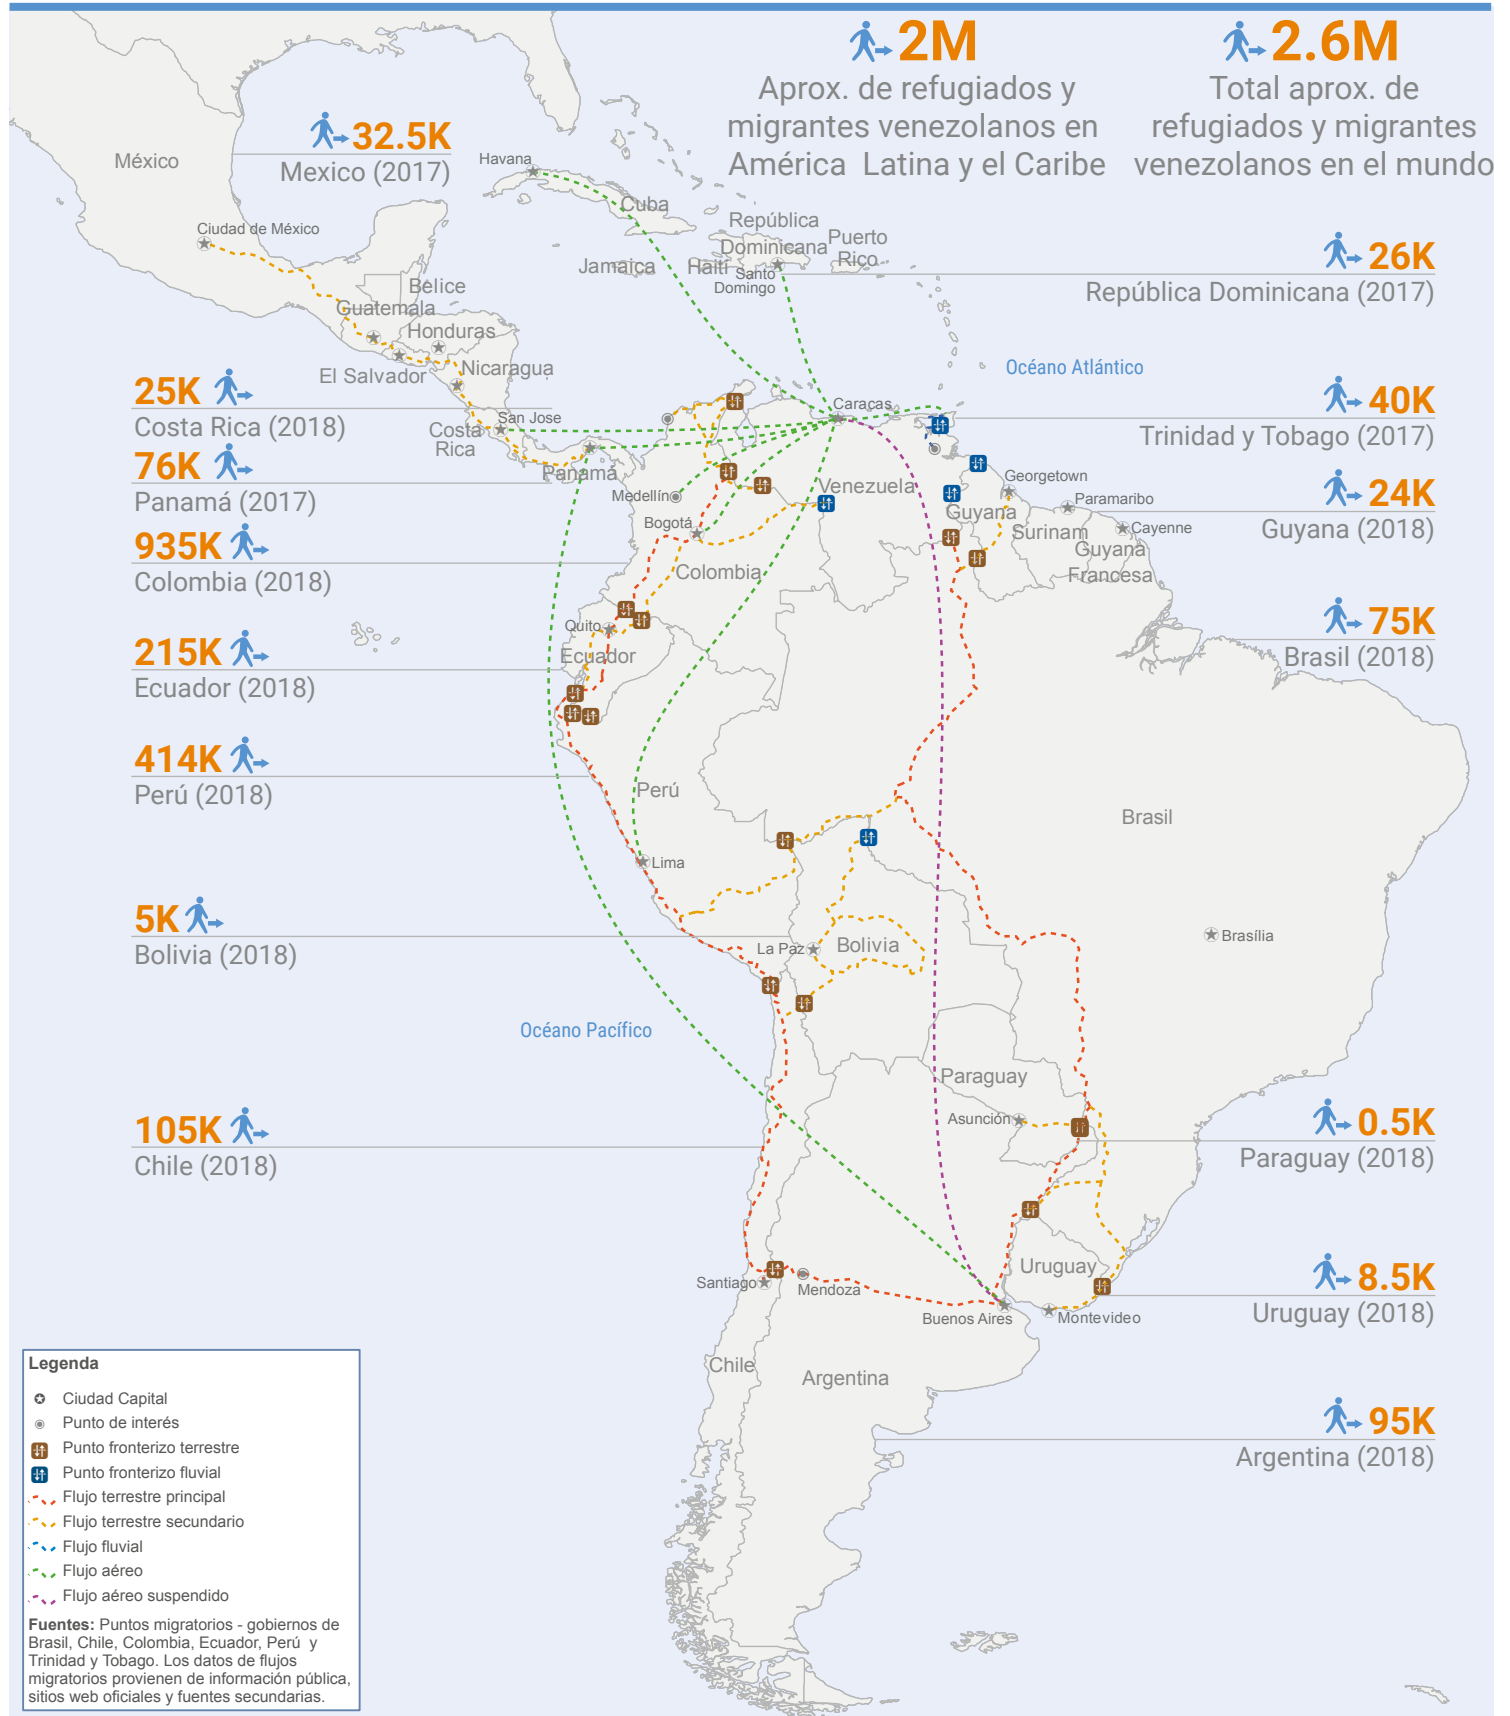 2M
Aprox. de refugiados y
migrantes venezolanos en
América Latina y el Caribe
2.6M
Total aprox. de
refugiados y migrantes
venezolanos en el mundo
32.5K
Mexico (2017)
México
Ciudad de México
Havana
Cuba
Jamaica
Haití
República
Dominicana
Santo
Domingo
Puerto
Rico
26K
República Dominicana (2017)
Belice
Guatemala
Honduras
El Salvador
Nicaragua
Océano Atlántico
25K
Costa Rica (2018)
San Jose
Costa
Rica
Caracas
40K
Trinidad y Tobago (2017)
76K
Panamá (2017)
Panamá
Medellín
Venezuela
Georgetown
Paramaribo
Guyana
Surinam
Cayenne
Guyana
Francesa
24K
Guyana (2018)
Bogotá
935K
Colombia (2018)
Colombia
75K
Brasil (2018)
Quito
Ecuador
215K
Ecuador (2018)
414K
Perú (2018)
Perú
Brasil
Lima
5K
Bolivia (2018)
La Paz
Bolivia
Brasília
Océano Pacífico
Paraguay
Asunción
105K
Chile (2018)
0.5K
Paraguay (2018)
Santiago
Mendoza
Uruguay
Buenos Aires
Montevideo
8.5K
Uruguay (2018)
Chile
Argentina
95K
Argentina (2018)
Legenda
Ciudad Capital
Punto de interés
Punto fronterizo terrestre
Punto fronterizo fluvial
Flujo terrestre principal
Flujo terrestre secundario
Flujo fluvial
Flujo aéreo
Flujo aéreo suspendido
Fuentes: Puntos migratorios - gobiernos de
Brasil, Chile, Colombia, Ecuador, Perú y
Trinidad y Tobago. Los datos de flujos
migratorios provienen de información pública,
sitios web oficiales y fuentes secundarias.